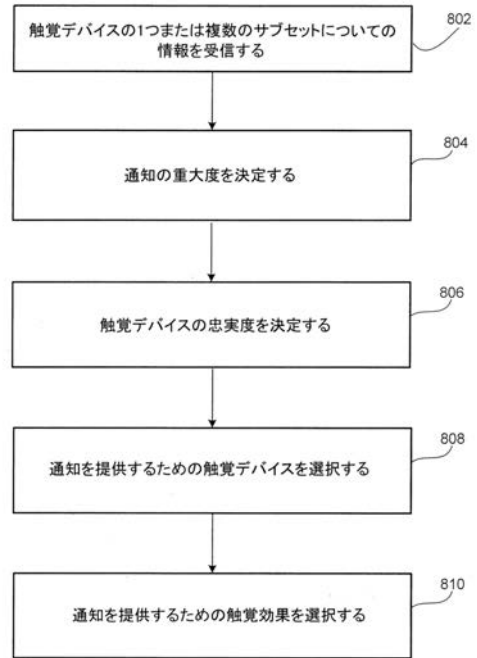 触覚デバイスの1つまたは複数のサブセットについての
情報を受信する
802
804
通知の重大度を決定する
806
触覚デバイスの忠実度を決定する
808
通知を提供するための触覚デバイスを選択する
810
通知を提供するための触覚効果を選択する